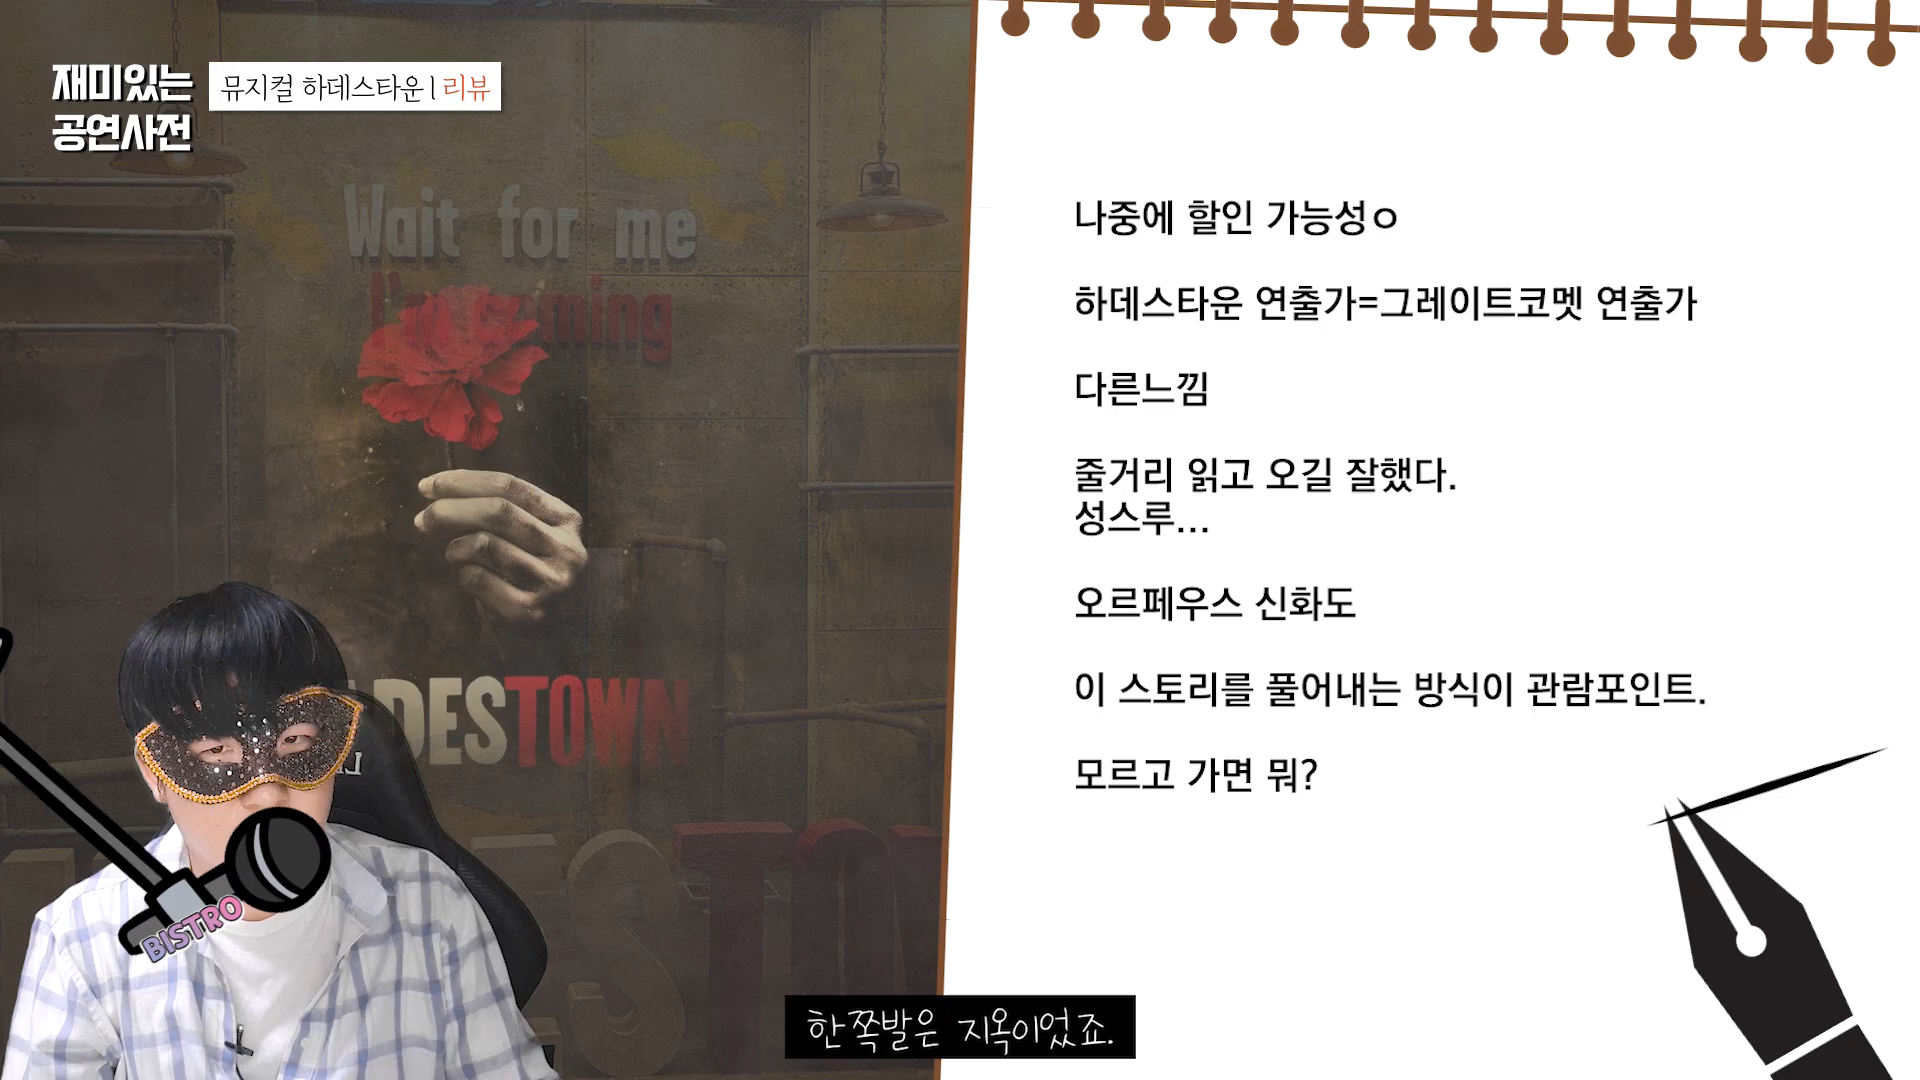 재미있는
공연사전
뮤지컬 하데스타운 | 리뷰
Wait for me
I'm coming
DESTOWN
BISTRO
나중에 할인 가능성ㅇ
하데스타운 연출가=그레이트코멧 연출가
다른느낌
줄거리 읽고 오길 잘했다.
성스루...
오르페우스 신화도
이 스토리를 풀어내는 방식이 관람포인트.
모르고 가면 뭐?
한쪽발은 지옥이었죠.